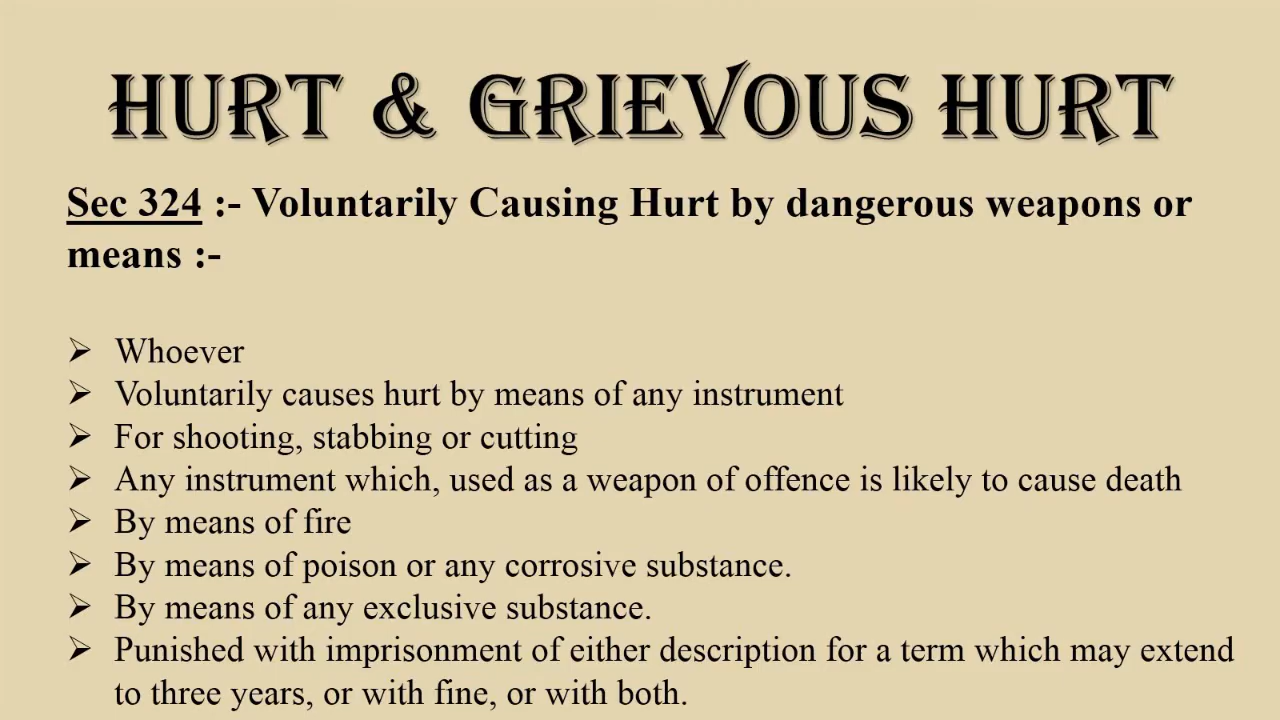 HURT & GRIEVOUS HURT
Sec 324 :- Voluntarily Causing Hurt by dangerous weapons or
means :-
➢ Whoever
➢ Voluntarily causes hurt by means of any instrument
➢ For shooting, stabbing or cutting
➢ Any instrument which, used as a weapon of offence is likely to cause death
➢ By means of fire
➢ By means of poison or any corrosive substance.
➢ By means of any exclusive substance.
➢ Punished with imprisonment of either description for a term which may extend
to three years, or with fine, or with both.